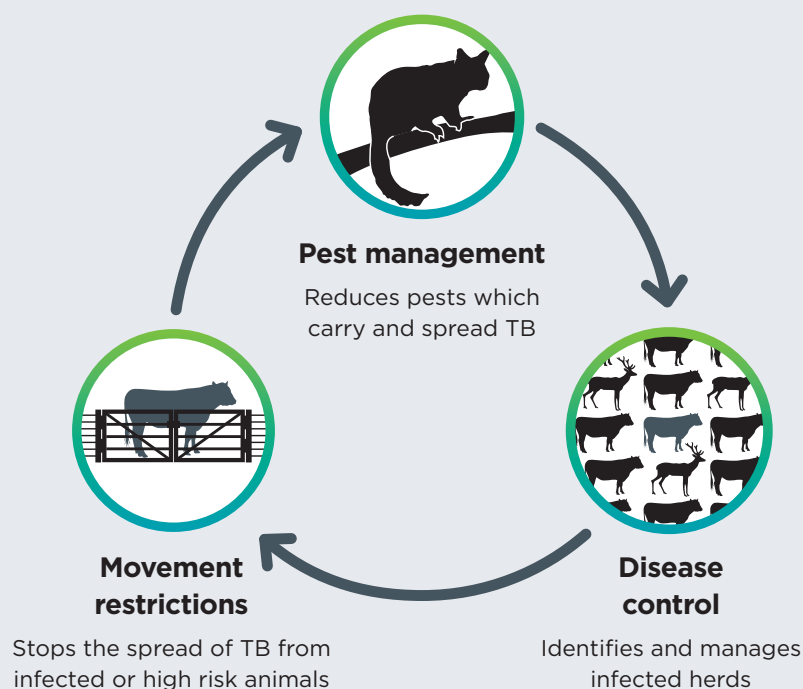 Pest management
Reduces pests which
carry and spread TB
Movement
restrictions
Stops the spread of TB from
infected or high risk animals
Disease
control
Identifies and manages
infected herds